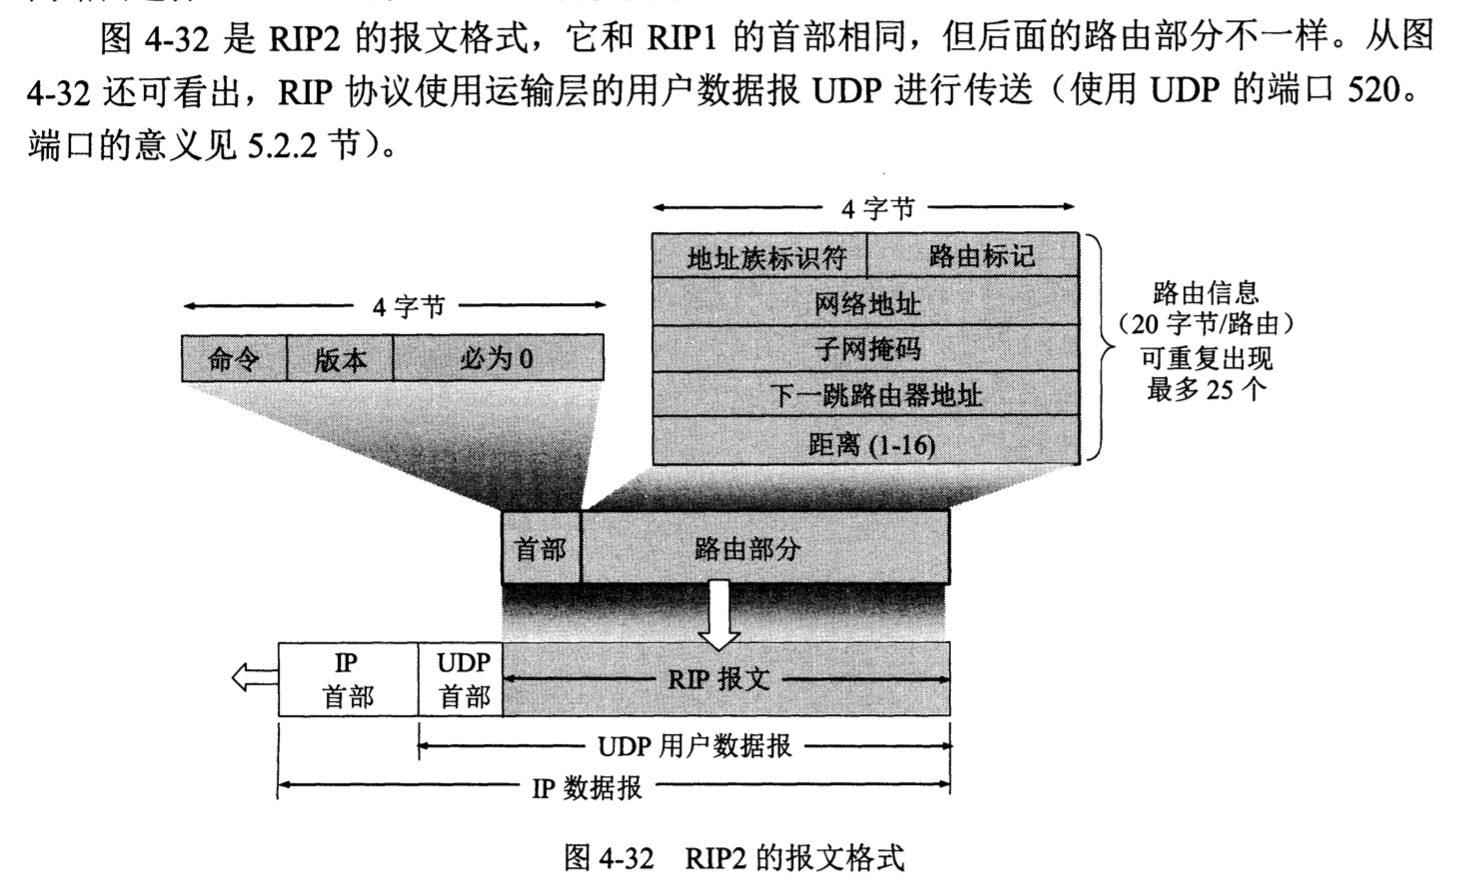 图 4-32 是 RIP2 的报文格式，它和 RIP1 的首部相同，但后面的路由部分不一样。从图
4-32 还可看出，RIP 协议使用运输层的用户数据报 UDP 进行传送（使用 UDP 的端口 520。
端口的意义见 5.2.2 节）。
4 字节
地址族标识符 路由标记
网络地址
子网掩码
下一跳路由器地址
距离 (1-16)
路由信息
（20 字节/路由）
可重复出现
最多 25 个
4 字节
命令 版本 必为 0
首部 路由部分
IP
首部
UDP
首部
RIP 报文
UDP 用户数据报
IP 数据报
图 4-32 RIP2 的报文格式